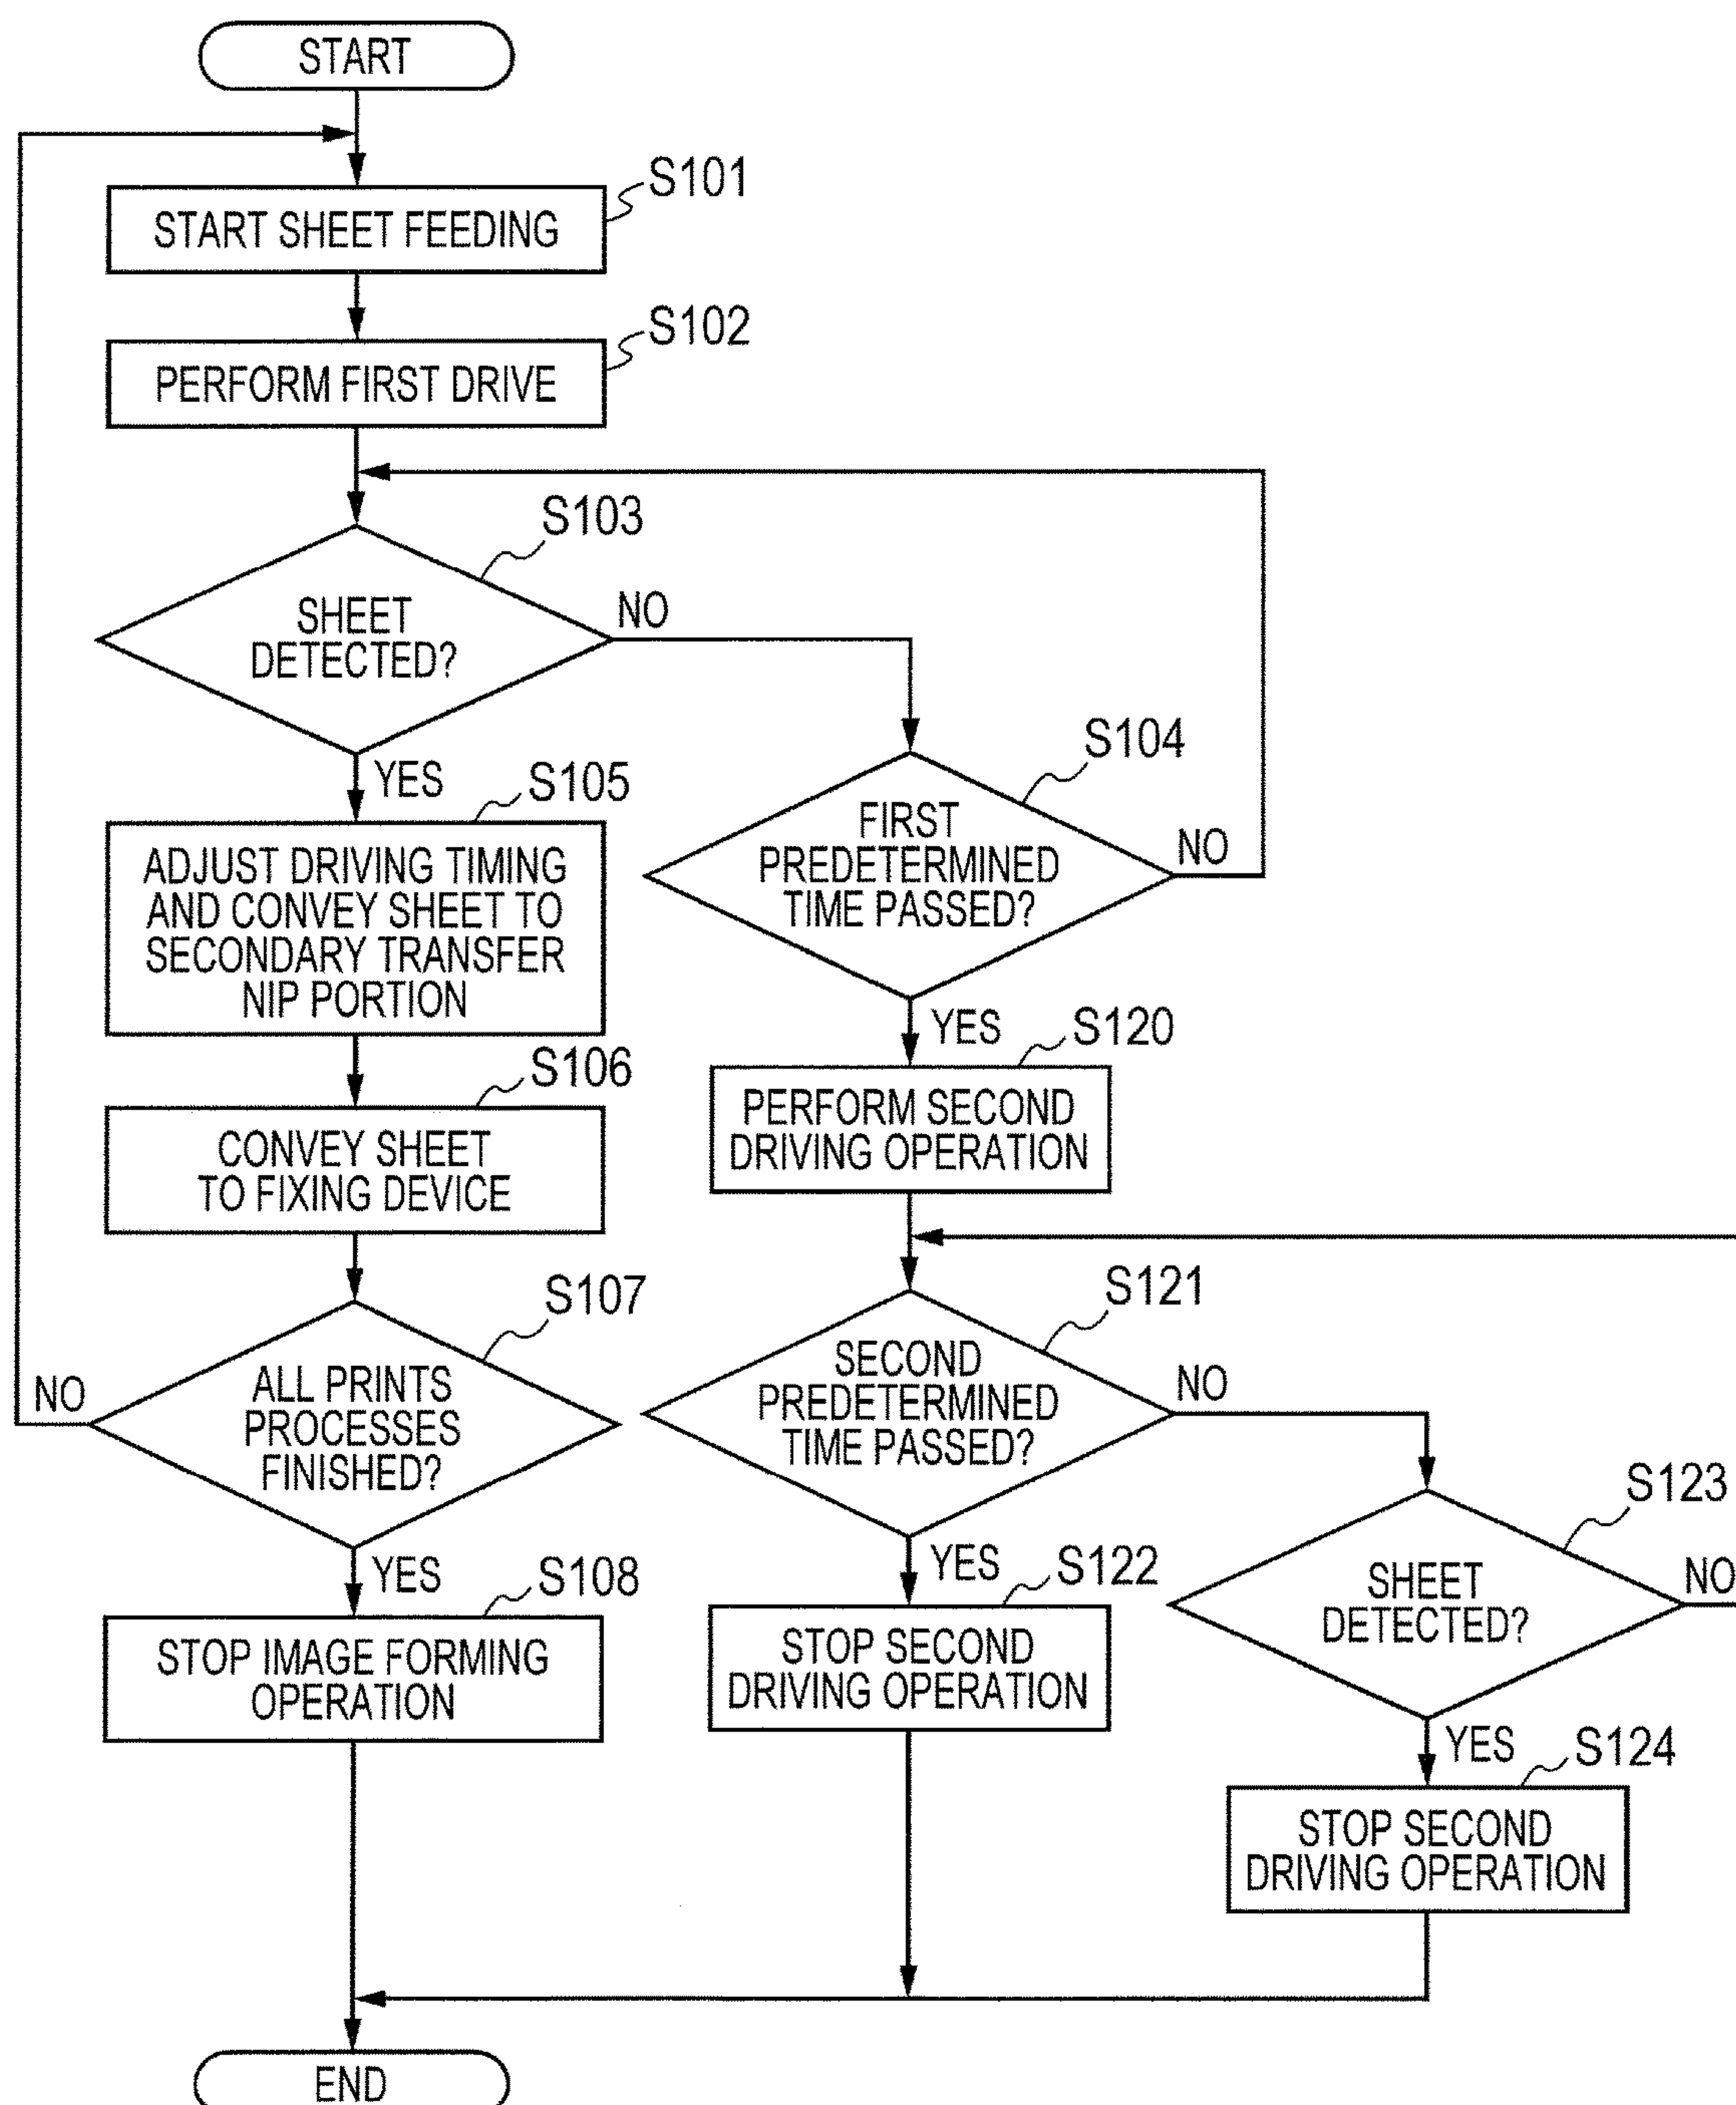 START
S101
START SHEET FEEDING
S102
PERFORM FIRST DRIVE
S103
SHEET
DETECTED?
NO
YES
S104
FIRST
PREDETERMINED
TIME PASSED?
NO
YES
S105
ADJUST DRIVING TIMING
AND CONVEY SHEET TO
SECONDARY TRANSFER
NIP PORTION
S106
CONVEY SHEET
TO FIXING DEVICE
S107
ALL PRINTS
PROCESSES
FINISHED?
NO
YES
S108
STOP IMAGE FORMING
OPERATION
S120
PERFORM SECOND
DRIVING OPERATION
S121
SECOND
PREDETERMINED
TIME PASSED?
NO
YES
S122
STOP SECOND
DRIVING OPERATION
S123
SHEET
DETECTED?
NO
YES
S124
STOP SECOND
DRIVING OPERATION
END